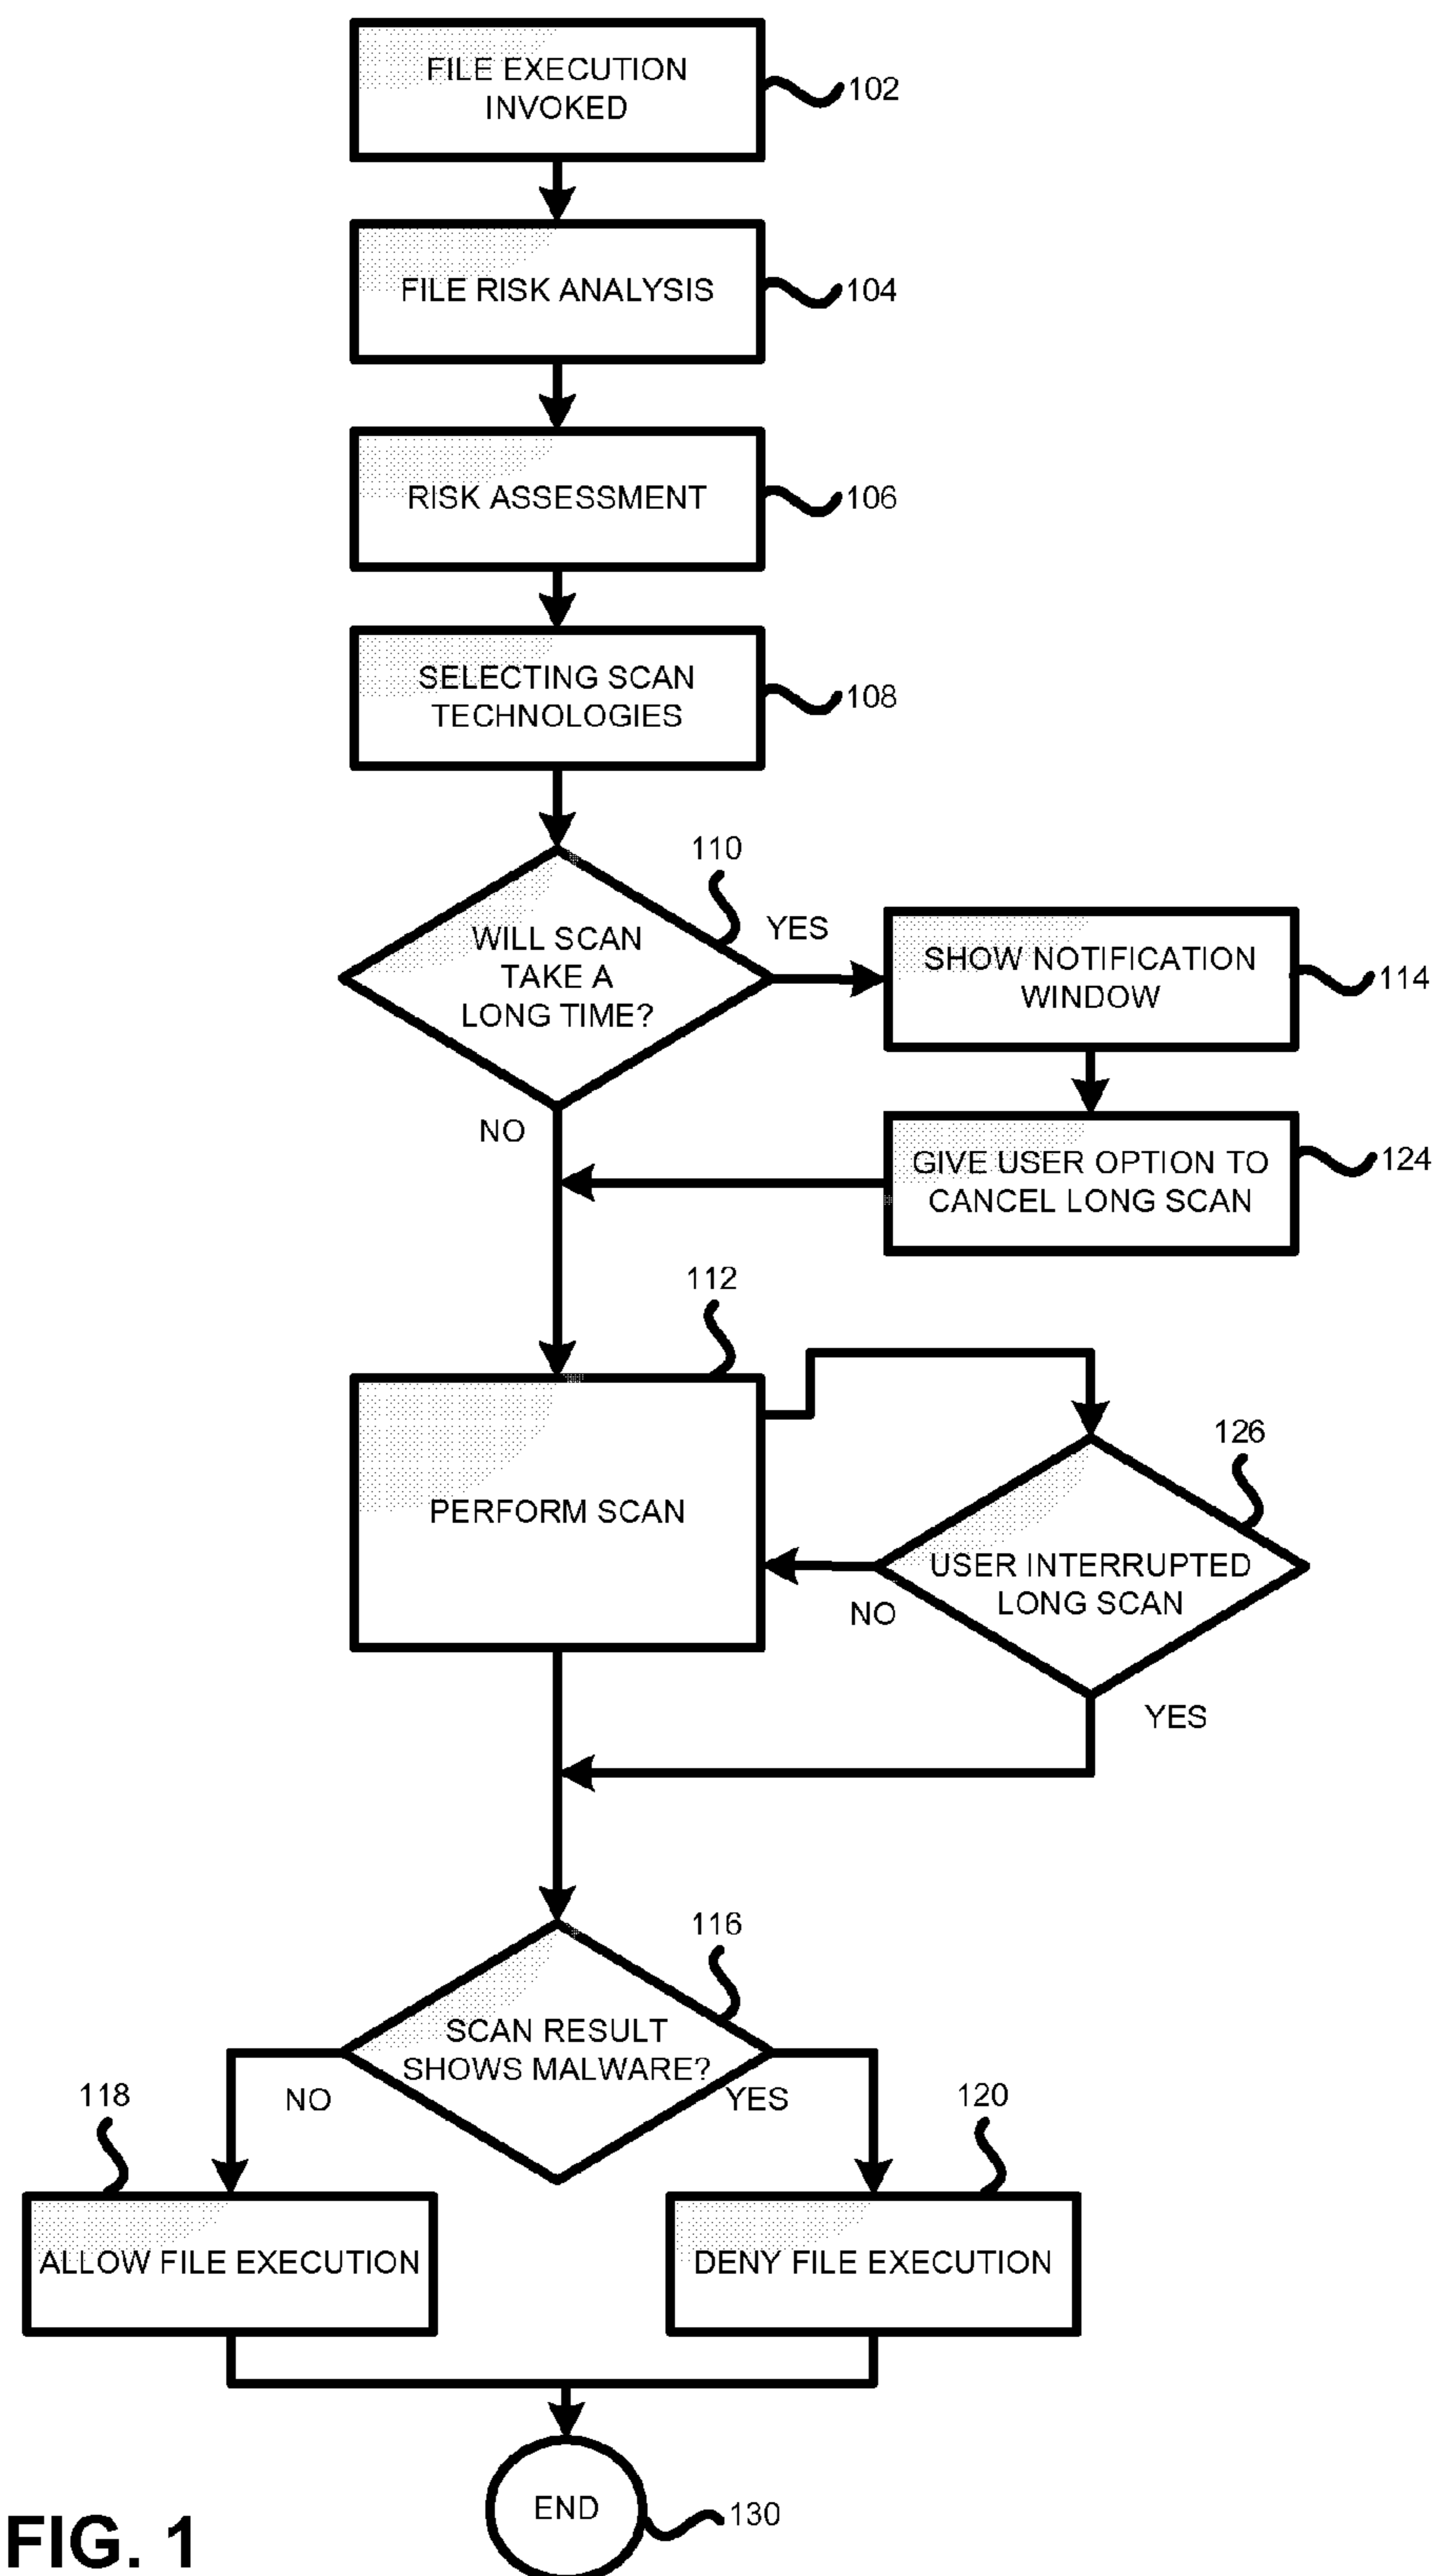 FILE EXECUTION
INVOKED
102
FILE RISK ANALYSIS
104
RISK ASSESSMENT
106
SELECTING SCAN
TECHNOLOGIES
108
110
WILL SCAN
TAKE A
LONG TIME?
YES
NO
SHOW NOTIFICATION
WINDOW
114
GIVE USER OPTION TO
CANCEL LONG SCAN
124
112
PERFORM SCAN
126
USER INTERRUPTED
LONG SCAN
NO
YES
116
SCAN RESULT
SHOWS MALWARE?
NO
YES
118
ALLOW FILE EXECUTION
120
DENY FILE EXECUTION
END
130
FIG. 1